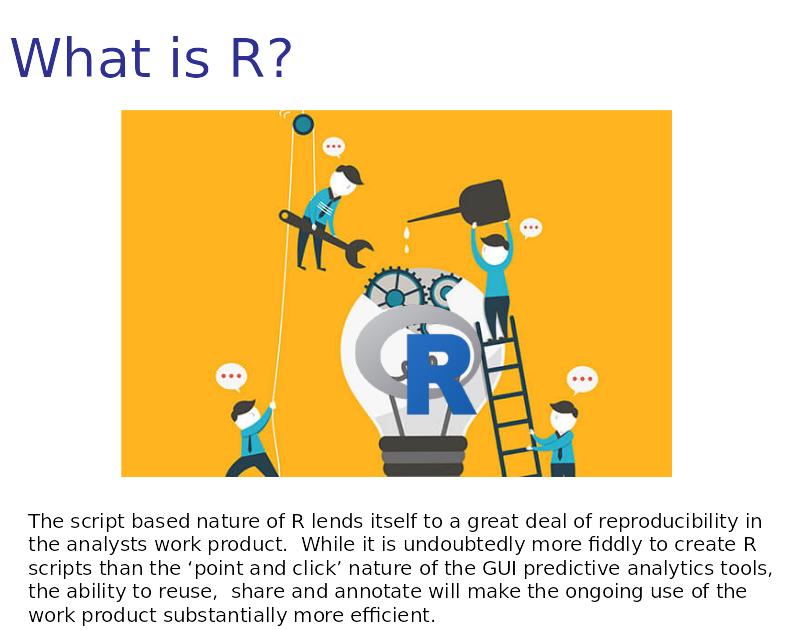 What is R?
R
The script based nature of R lends itself to a great deal of reproducibility in
the analysts work product.  While it is undoubtedly more fiddly to create R
scripts than the ‘point and click’ nature of the GUI predictive analytics tools,
the ability to reuse,  share and annotate will make the ongoing use of the
work product substantially more efficient.